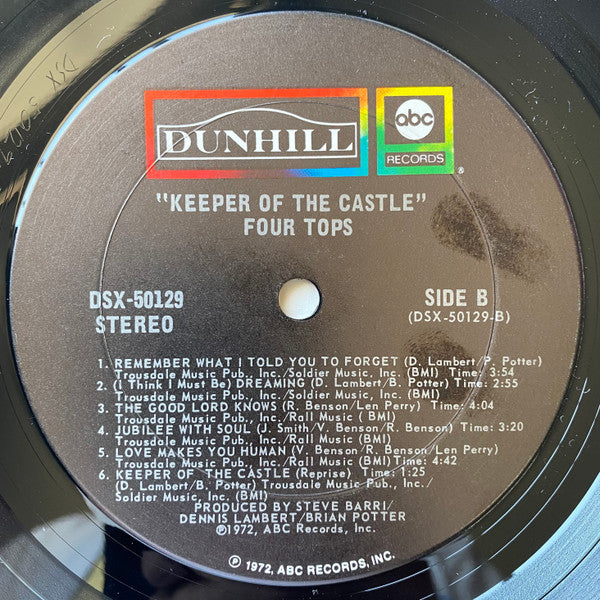 DSX 5012
DUNHILL
abc
RECORDS
®
"KEEPER OF THE CASTLE"
FOUR TOPS
DSX-50129
STEREO
SIDE B
(DSX-50129-B)
1. REMEMBER WHAT I TOLD YOU TO FORGET (D. Lambert/P. Potter)
Trousdale Music Pub., Inc./Soldier Music, Inc. (BMI) Time: 3:54
2. (I Think I Must Be) DREAMING (D. Lambert/B. Potter) Time: 2:55
Trousdale Music Pub., Inc./Soldier Music, Inc. (BMI)
3. THE GOOD LORD KNOWS (R. Benson/Len Perry) Time: 4:04
Trousdale Music Pub., Inc./Rall Music ( BMI)
4. JUBILEE WITH SOUL (J. Smith/V. Benson/R. Benson) Time: 3:20
Trousdale Music Pub., Inc./Rall Music (BMI)
5. LOVE MAKES YOU HUMAN (V. Benson/R. Benson/Len Perry)
Trousdale Music Pub., Inc./Rall Music (BMI) Time: 4:42
6. KEEPER OF THE CASTLE (Reprise) Time: 1:25
(D. Lambert/B. Potter) Trousdale Music Pub., Inc./
Soldier Music, Inc. (BMI)
PRODUCED BY STEVE BARRI/
DENNIS LAMBERT/BRIAN POTTER
℗1972, ABC Records, Inc.
℗ 1972, ABC RECORDS, INC.